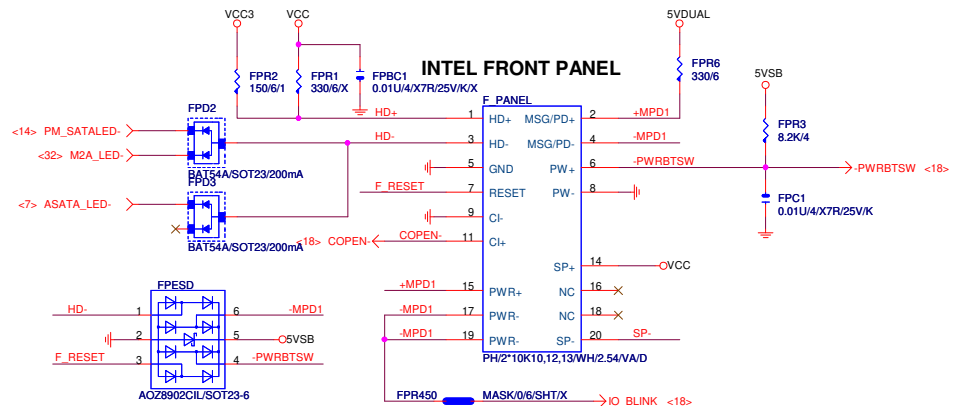 VCC3
VCC
5VDUAL
FPR2
150/6/1
FPR1
330/6/X
FPBC1
0.01U/4/X7R/25V/K/X
INTEL FRONT PANEL
FPR6
330/6
5VSB
FPR3
8.2K/4
F_PANEL
FPD2
<14> PM_SATALED-
<32> M2A_LED-
BAT54A/SOT23/200mA
FPD3
<7> ASATA_LED-
BAT54A/SOT23/200mA
HD+ 1 HD+ MSG/PD+ 2 +MPD1
HD- 3 HD- MSG/PD- 4 -MPD1
5 GND PW+ 6 -PWRBTSW
-PWRBTSW <18>
F_RESET 7 RESET PW- 8
9 CI-
<18> COPEN- COPEN- 11 CI+
FPC1
0.01U/4/X7R/25V/K
SP+ 14 VCC
+MPD1 15 PWR+ NC 16
-MPD1 17 PWR- NC 18
-MPD1 19 PWR- SP- 20 SP-
PH/2*10K10,12,13/WH/2.54/VA/D
FPESD
HD- 1 6 -MPD1
2 5 5VSB
F_RESET 3 4 -PWRBTSW
AOZ8902CIL/SOT23-6
FPR450 MASK/0/6/SHT/X
IO_BLINK <18>